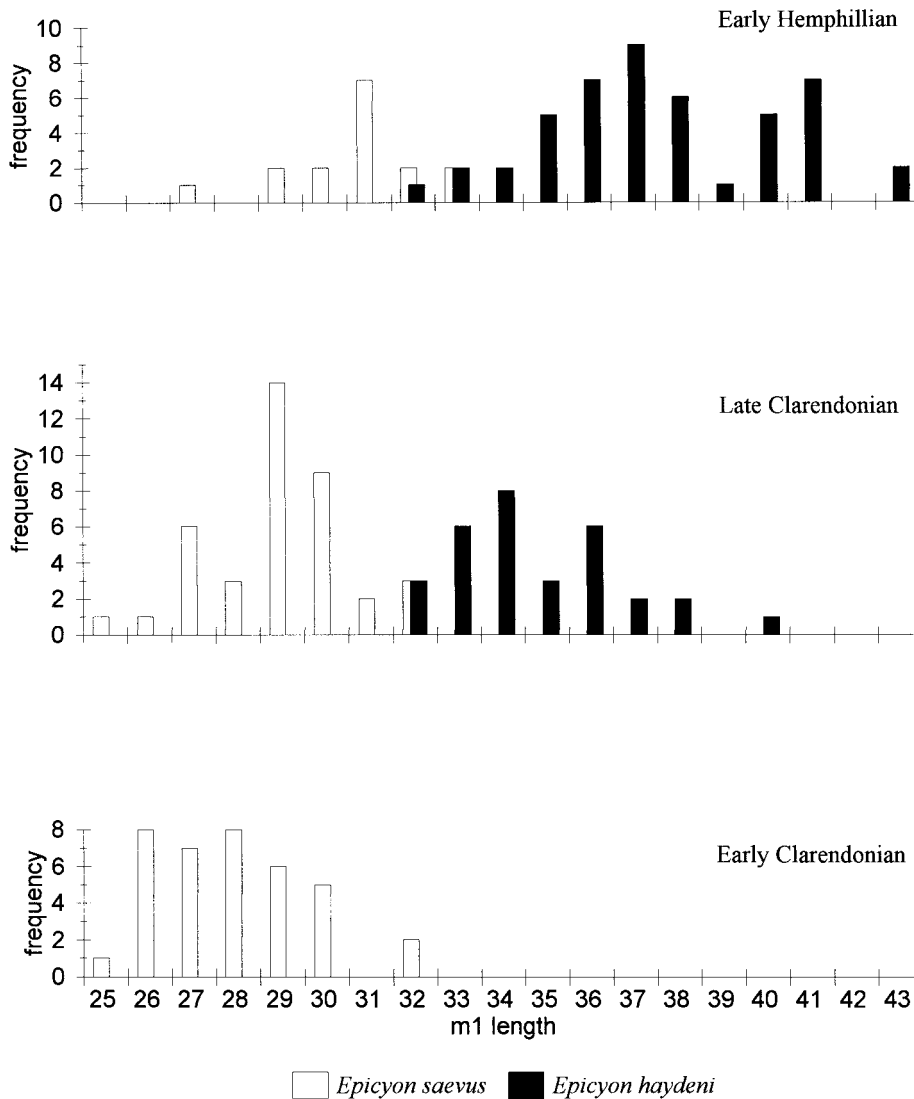 Early Hemphillian
10
8
6
4
2
0
frequency
Late Clarendonian
14
12
10
8
6
4
2
0
frequency
Early Clarendonian
8
6
4
2
0
frequency
25 26 27 28 29 30 31 32 33 34 35 36 37 38 39 40 41 42 43
m1 length
Epicyon saevus Epicyon haydeni